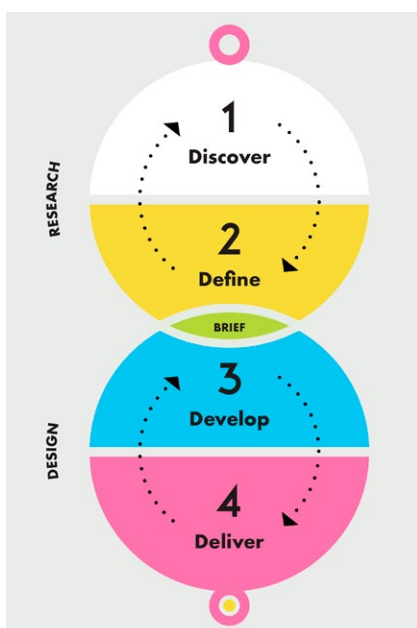 1
Discover
RESEARCH
2
Define
BRIEF
3
Develop
DESIGN
4
Deliver